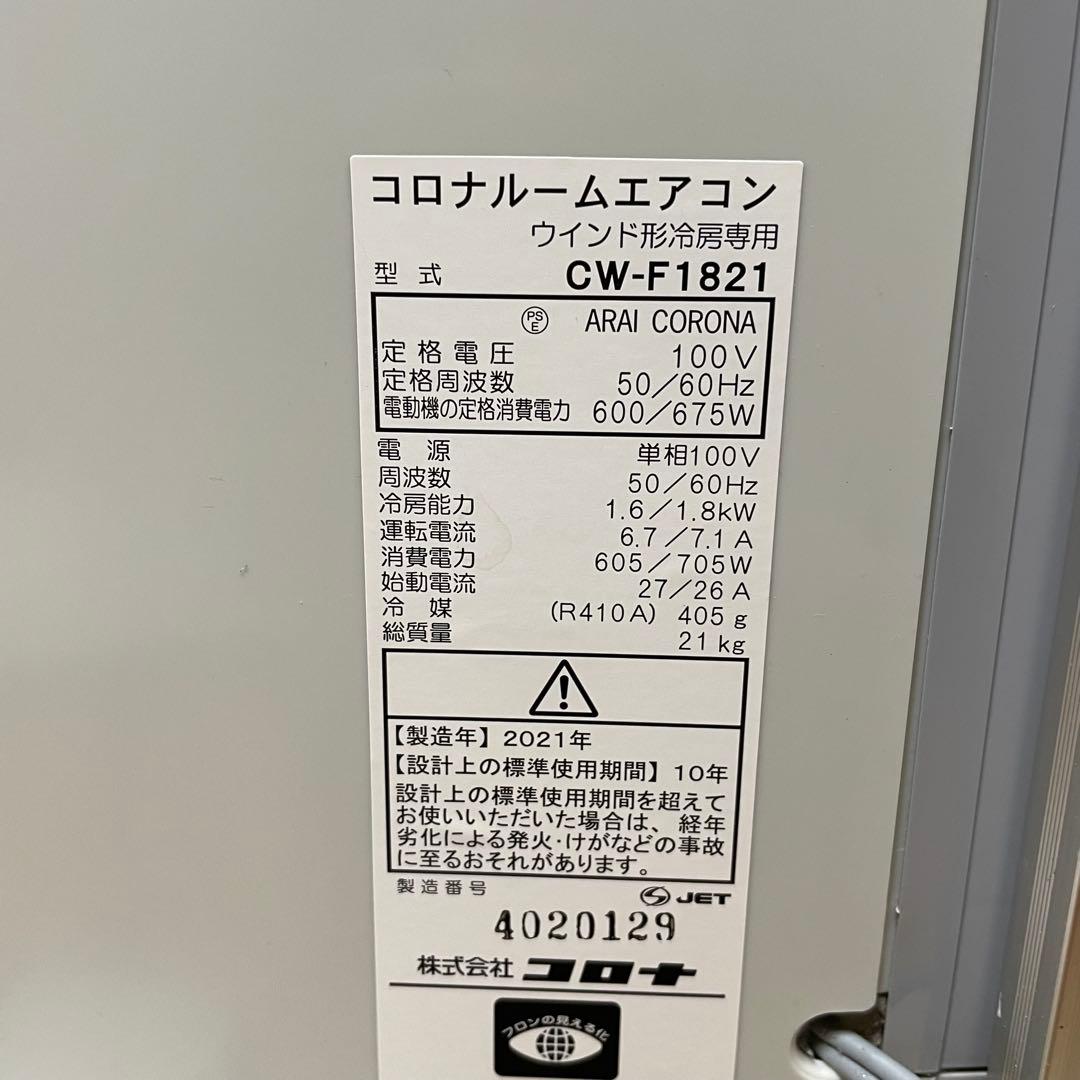 コロナルームエアコン
ウインド形冷房専用
型式 CW-F1821
PSE ARAI CORONA
定格電圧 100V
定格周波数 50/60Hz
電動機の定格消費電力 600/675W
電源 単相100V
周波数 50/60Hz
冷房能力 1.6/1.8kW
運転電流 6.7/7.1A
消費電力 605/705W
始動電流 27/26A
冷媒 (R410A) 405g
総質量 21kg
【製造年】2021年
【設計上の標準使用期間】10年
設計上の標準使用期間を超えて
お使いいただいた場合は、経年
劣化による発火・けがなどの事故
に至るおそれがあります。
製造番号 JET
4020129
株式会社 コロナ
フロンの見える化